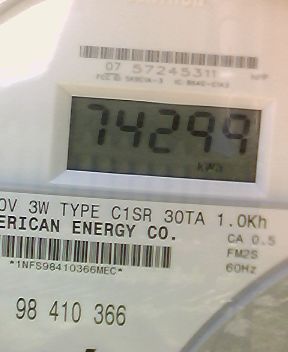 07 57245311
74299
kWh
0V 3W TYPE C1SR 30TA 1.0Kh
ERICAN ENERGY CO.
CA 0.5
FM2S
*1NFS98410366MEC*
60Hz
98 410 366